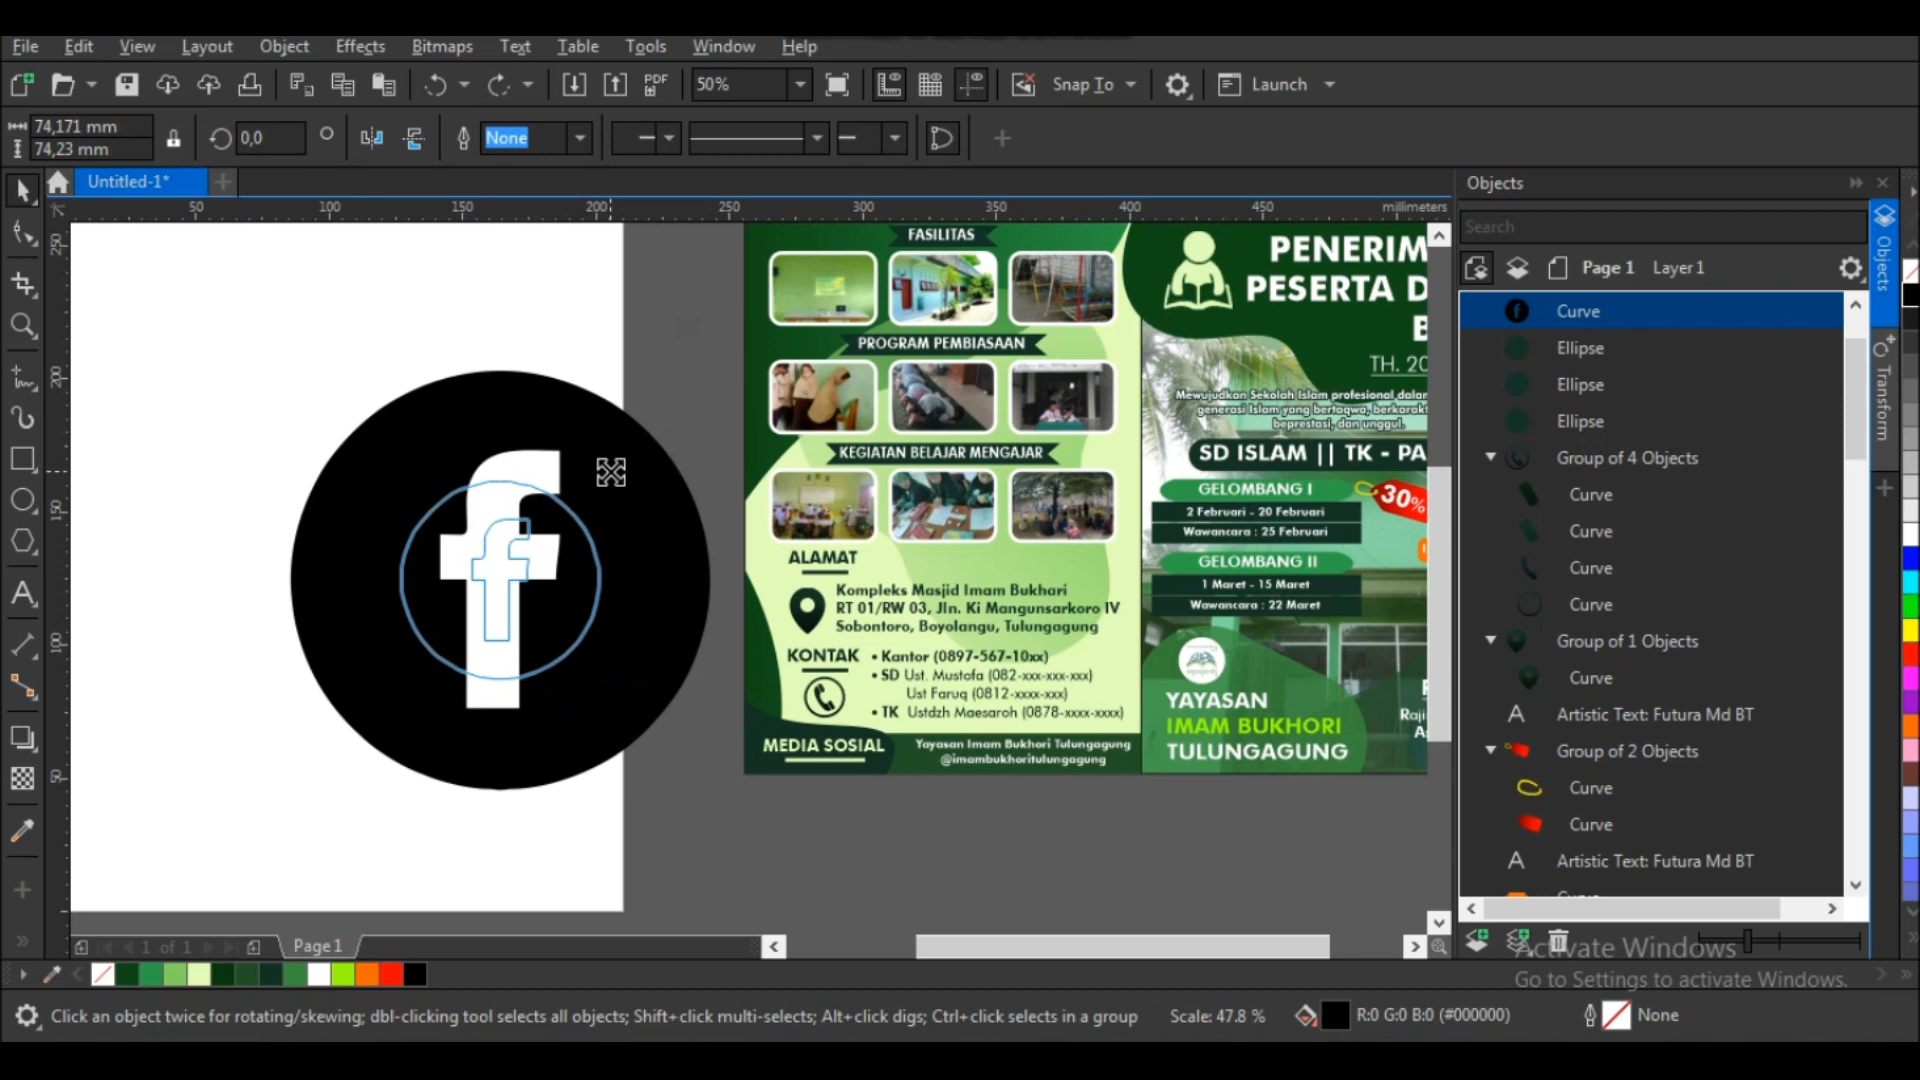 File Edit View Layout Object Effects Bitmaps Text Table Tools Window Help
PDF 50% Snap To Launch
74,171 mm
74,23 mm
0,0
None
Untitled-1*
50 100 150 200 250 300 350 400 450 millimeters
250
200
150
100
50
f
FASILITAS
PROGRAM PEMBIASAAN
KEGIATAN BELAJAR MENGAJAR
ALAMAT
Kompleks Masjid Imam Bukhari
RT 01/RW 03, Jln. Ki Mangunsarkoro IV
Sobontoro, Boyolangu, Tulungagung
KONTAK
• Kantor (0897-567-10xx)
• SD Ust. Mustofa (082-xxx-xxx-xxx)
Ust Faruq (0812-xxxx-xxx)
• TK Ustdzh Maesaroh (0878-xxxx-xxxx)
MEDIA SOSIAL
Yayasan Imam Bukhori Tulungagung
@imambukhoritulungagung
PENERIM
PESERTA D
B
TH. 20
Mewujudkan Sekolah Islam profesional dalam
generasi Islam yang bertaqwa, berkarakt
beprestasi, dan unggul.
SD ISLAM || TK - PA
GELOMBANG I
2 Februari - 20 Februari
Wawancara : 25 Februari
30%
GELOMBANG II
1 Maret - 15 Maret
Wawancara : 22 Maret
YAYASAN
IMAM BUKHORI
TULUNGAGUNG
Raji
Objects
Search
Page 1 Layer 1
Curve
Ellipse
Ellipse
Ellipse
Group of 4 Objects
Curve
Curve
Curve
Curve
Group of 1 Objects
Curve
Artistic Text: Futura Md BT
Group of 2 Objects
Curve
Curve
Artistic Text: Futura Md BT
Curve
Objects
Transform
1 of 1
Page 1
Activate Windows
Go to Settings to activate Windows.
Click an object twice for rotating/skewing; dbl-clicking tool selects all objects; Shift+click multi-selects; Alt+click digs; Ctrl+click selects in a group
Scale: 47.8 %
R:0 G:0 B:0 (#000000)
None